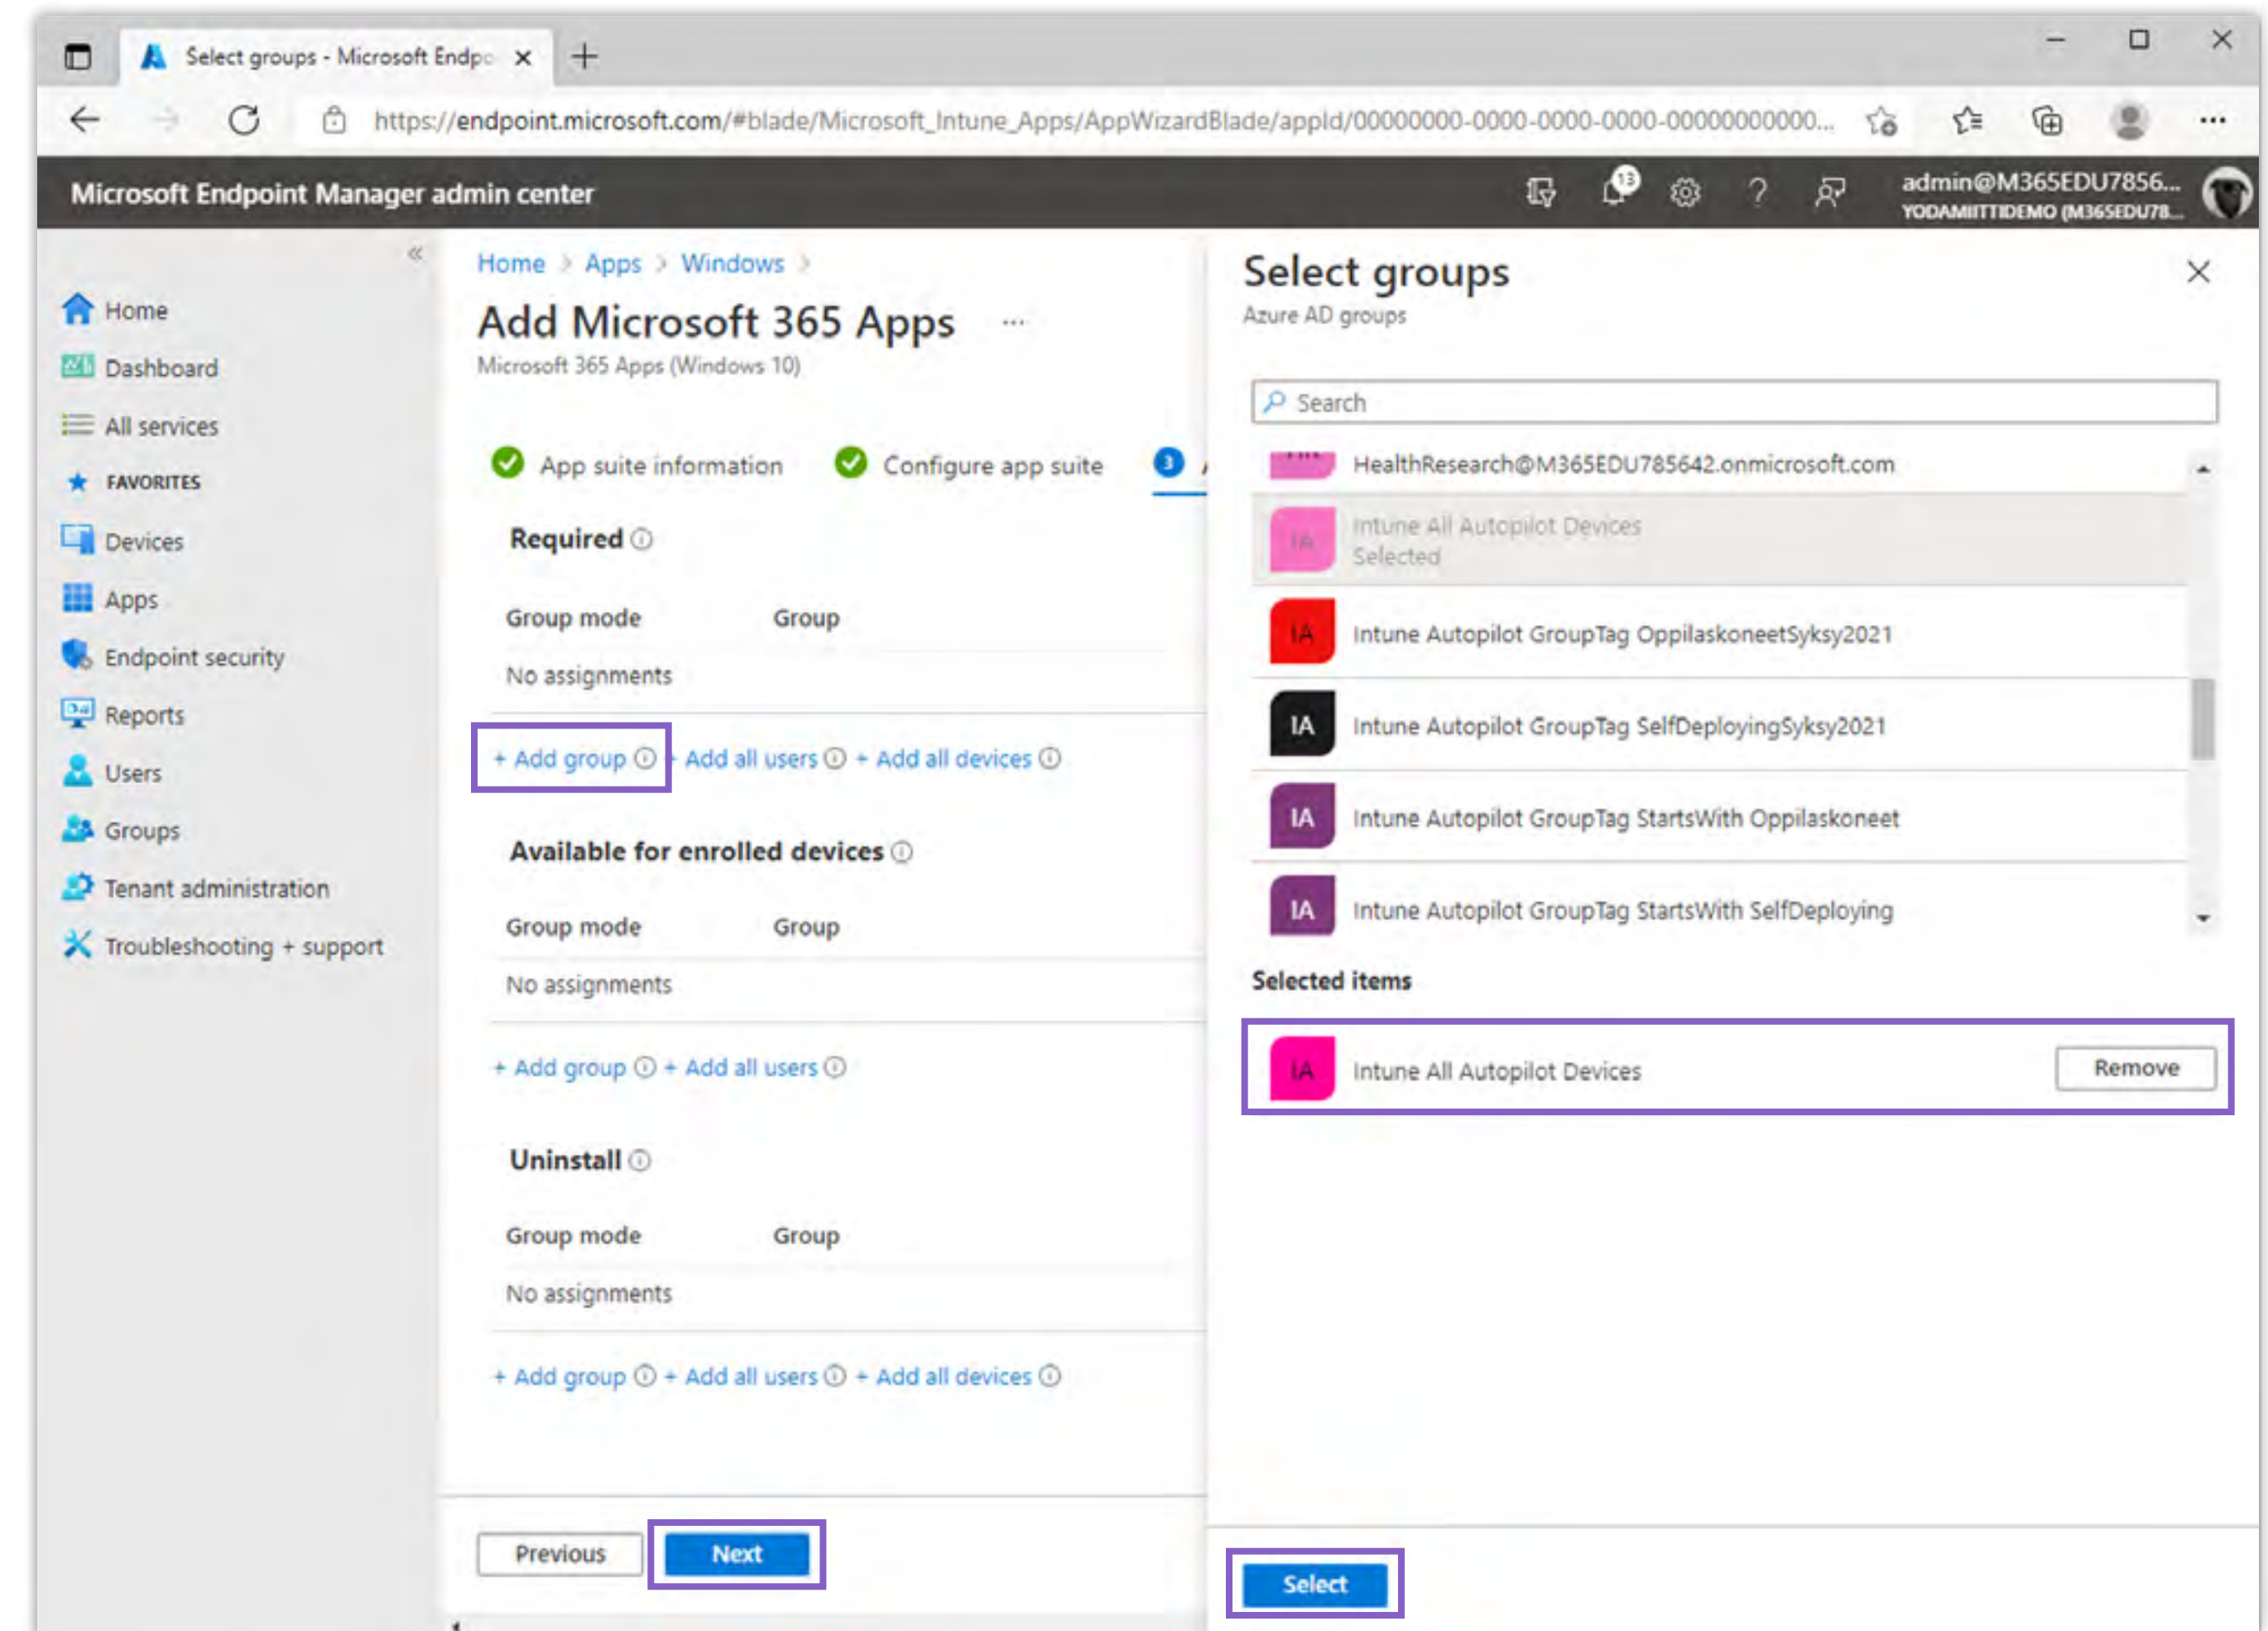 Select groups - Microsoft Endpo
https://endpoint.microsoft.com/#blade/Microsoft_Intune_Apps/AppWizardBlade/appId/00000000-0000-0000-0000-00000000000...
Microsoft Endpoint Manager admin center
13
?
admin@M365EDU7856...
YODAMIITTIDEMO (M365EDU78...
Home
Dashboard
All services
FAVORITES
Devices
Apps
Endpoint security
Reports
Users
Groups
Tenant administration
Troubleshooting + support
Home > Apps > Windows >
Add Microsoft 365 Apps ...
Microsoft 365 Apps (Windows 10)
App suite information Configure app suite 3
Required
Group mode Group
No assignments
+ Add group + Add all users + Add all devices
Available for enrolled devices
Group mode Group
No assignments
+ Add group + Add all users
Uninstall
Group mode Group
No assignments
+ Add group + Add all users + Add all devices
Previous Next
Select groups
Azure AD groups
Search
HealthResearch@M365EDU785642.onmicrosoft.com
IA Intune All Autopilot Devices
Selected
IA Intune Autopilot GroupTag OppilaskoneetSyksy2021
IA Intune Autopilot GroupTag SelfDeployingSyksy2021
IA Intune Autopilot GroupTag StartsWith Oppilaskoneet
IA Intune Autopilot GroupTag StartsWith SelfDeploying
Selected items
IA Intune All Autopilot Devices Remove
Select